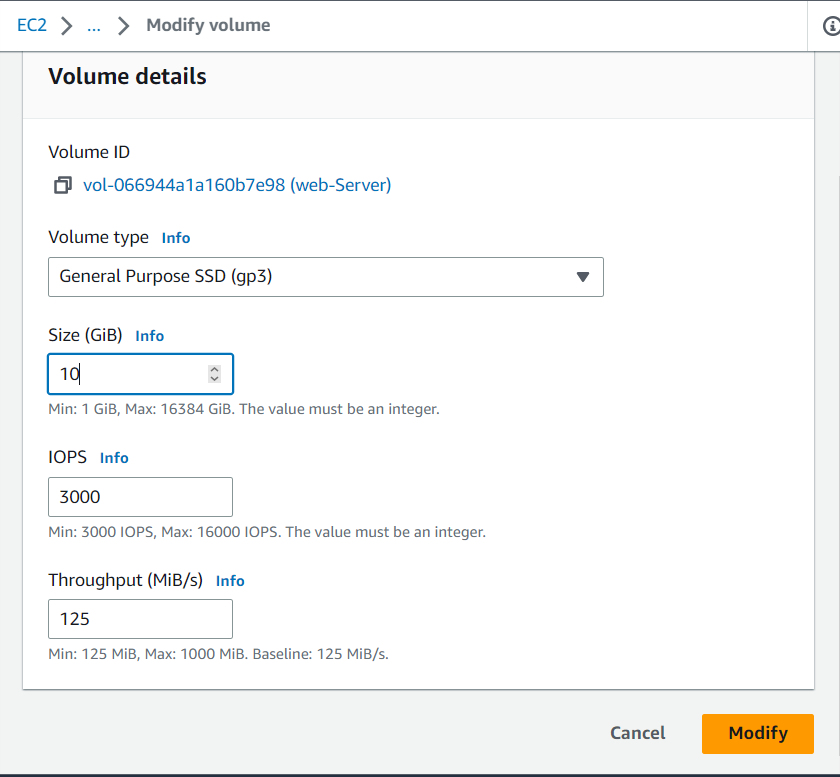 EC2 > ... > Modify volume
Volume details
Volume ID
vol-066944a1a160b7e98 (web-Server)
Volume type Info
General Purpose SSD (gp3)
Size (GiB) Info
10
Min: 1 GiB, Max: 16384 GiB. The value must be an integer.
IOPS Info
3000
Min: 3000 IOPS, Max: 16000 IOPS. The value must be an integer.
Throughput (MiB/s) Info
125
Min: 125 MiB, Max: 1000 MiB. Baseline: 125 MiB/s.
Cancel Modify